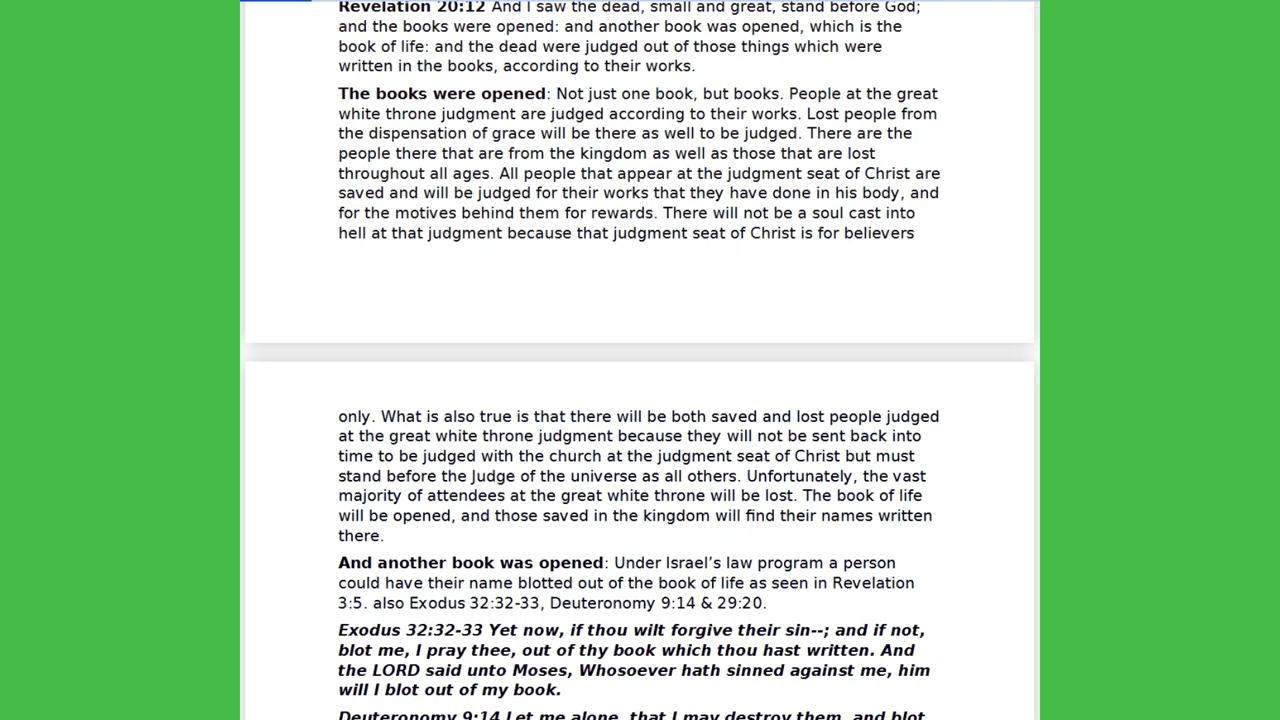 Revelation 20:12 And I saw the dead, small and great, stand before God;
and the books were opened: and another book was opened, which is the
book of life: and the dead were judged out of those things which were
written in the books, according to their works.
The books were opened: Not just one book, but books. People at the great
white throne judgment are judged according to their works. Lost people from
the dispensation of grace will be there as well to be judged. There are the
people there that are from the kingdom as well as those that are lost
throughout all ages. All people that appear at the judgment seat of Christ are
saved and will be judged for their works that they have done in his body, and
for the motives behind them for rewards. There will not be a soul cast into
hell at that judgment because that judgment seat of Christ is for believers
only. What is also true is that there will be both saved and lost people judged
at the great white throne judgment because they will not be sent back into
time to be judged with the church at the judgment seat of Christ but must
stand before the Judge of the universe as all others. Unfortunately, the vast
majority of attendees at the great white throne will be lost. The book of life
will be opened, and those saved in the kingdom will find their names written
there.
And another book was opened: Under Israel’s law program a person
could have their name blotted out of the book of life as seen in Revelation
3:5. also Exodus 32:32-33, Deuteronomy 9:14 & 29:20.
Exodus 32:32-33 Yet now, if thou wilt forgive their sin--; and if not,
blot me, I pray thee, out of thy book which thou hast written. And
the LORD said unto Moses, Whosoever hath sinned against me, him
will I blot out of my book.
Deuteronomy 9:14 Let me alone, that I may destroy them, and blot